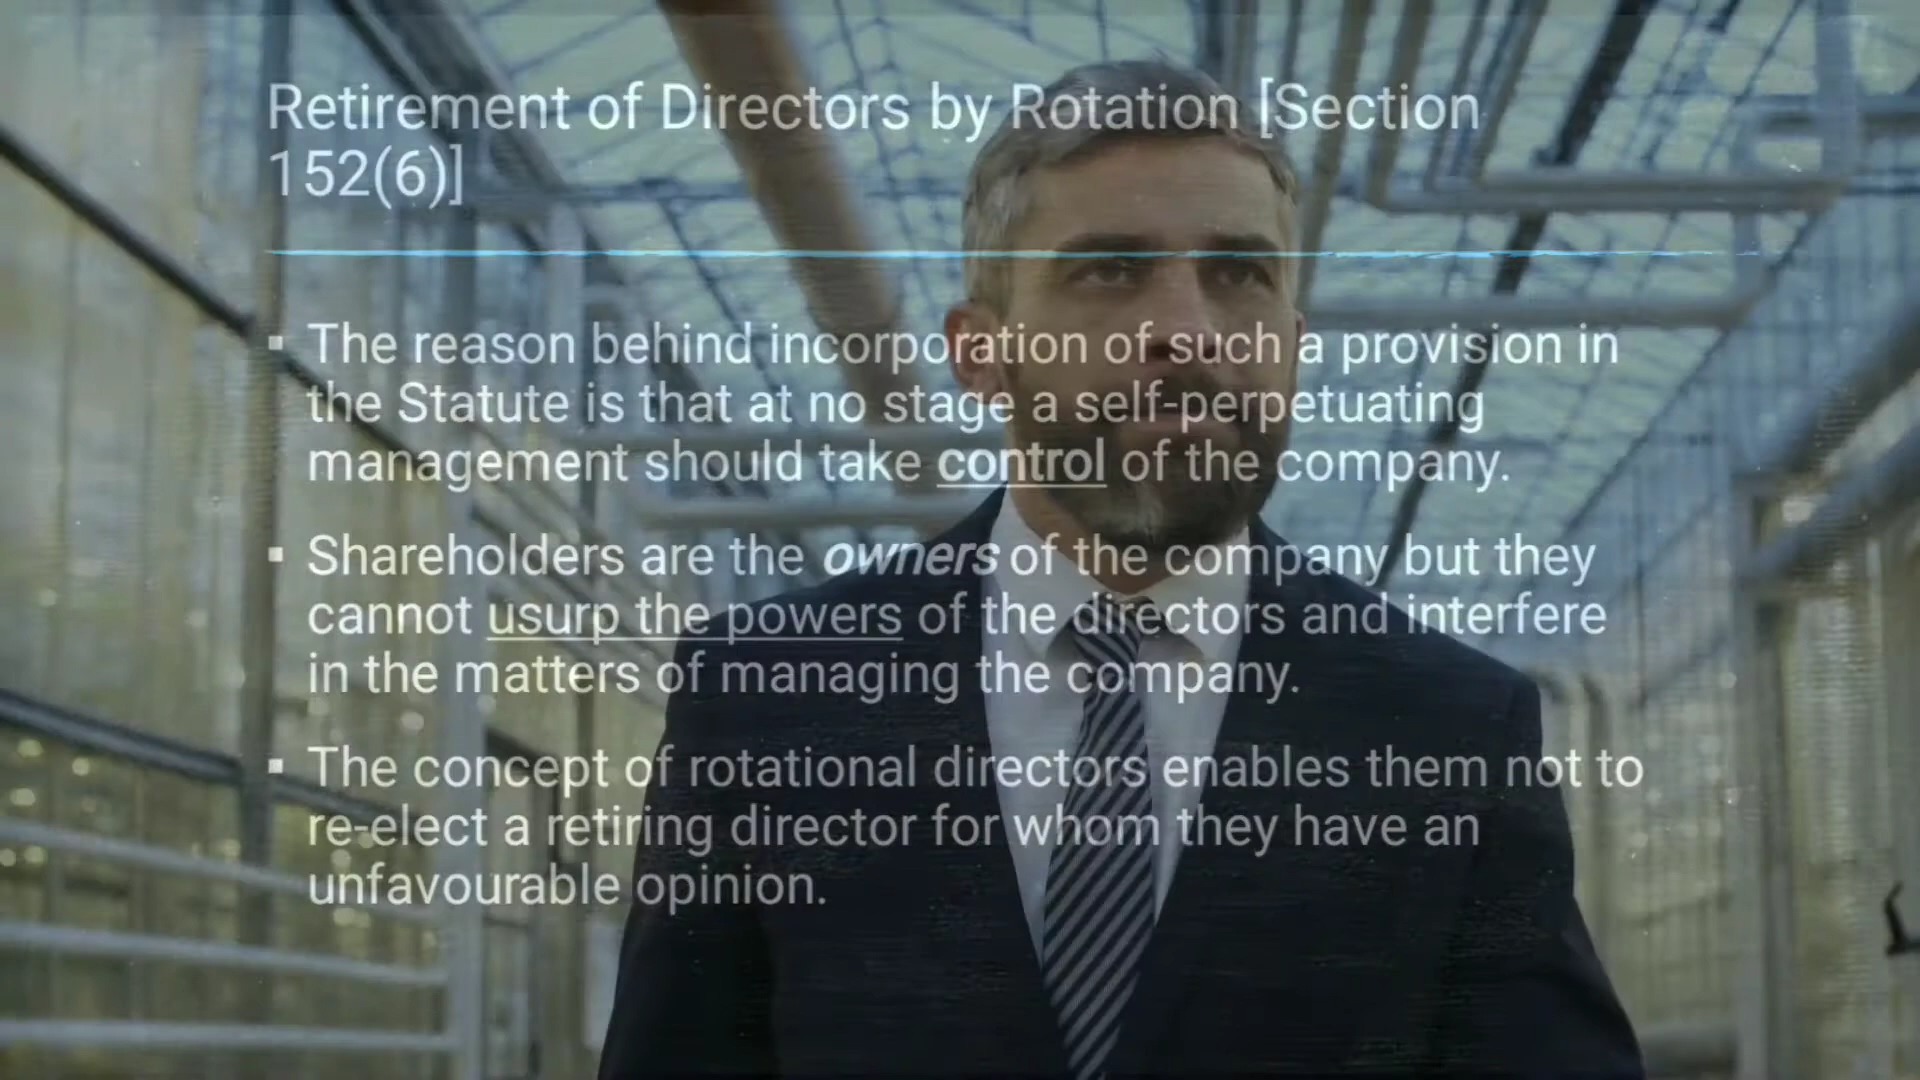 Retirement of Directors by Rotation [Section
152(6)]
▪ The reason behind incorporation of such a provision in
the Statute is that at no stage a self-perpetuating
management should take control of the company.
▪ Shareholders are the owners of the company but they
cannot usurp the powers of the directors and interfere
in the matters of managing the company.
▪ The concept of rotational directors enables them not to
re-elect a retiring director for whom they have an
unfavourable opinion.